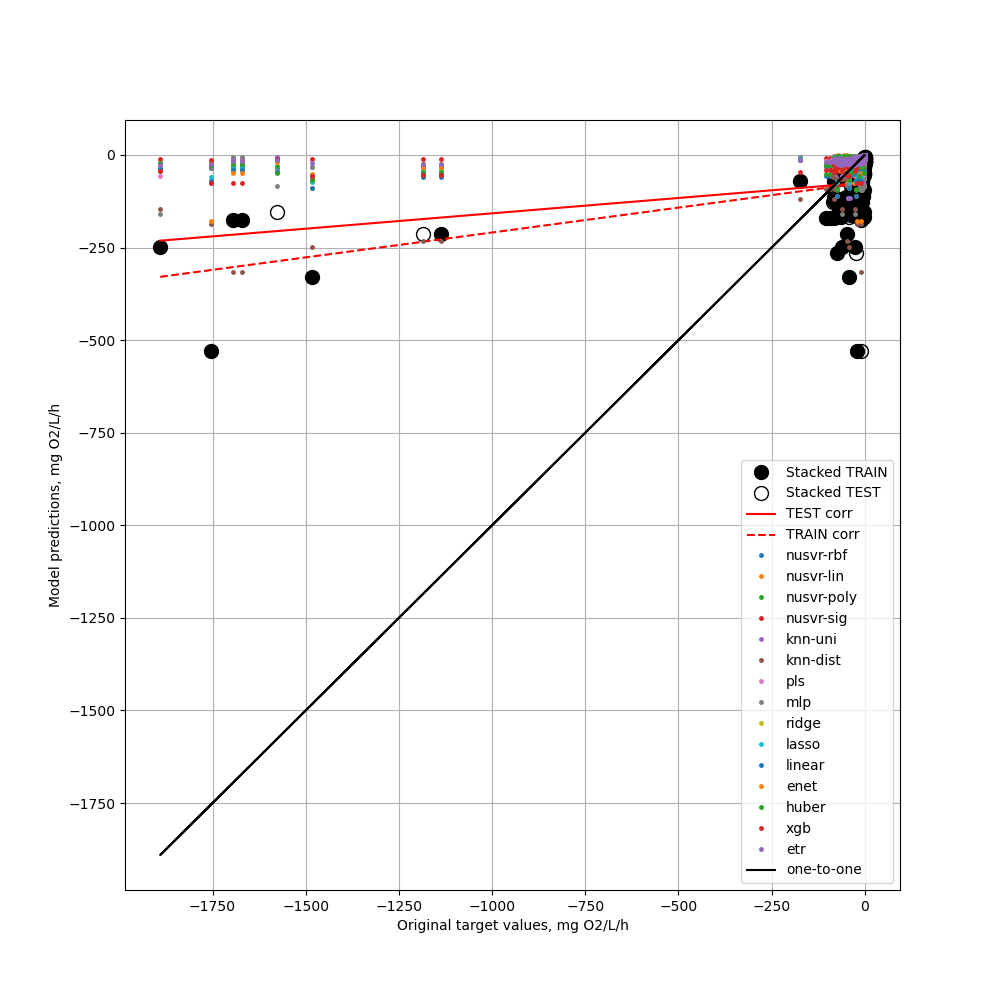 0
−250
−500
−750
−1000
−1250
−1500
−1750
Model predictions, mg O2/L/h
Stacked TRAIN
Stacked TEST
TEST corr
TRAIN corr
nusvr-rbf
nusvr-lin
nusvr-poly
nusvr-sig
knn-uni
knn-dist
pls
mlp
ridge
lasso
linear
enet
huber
xgb
etr
one-to-one
−1750 −1500 −1250 −1000 −750 −500 −250 0
Original target values, mg O2/L/h